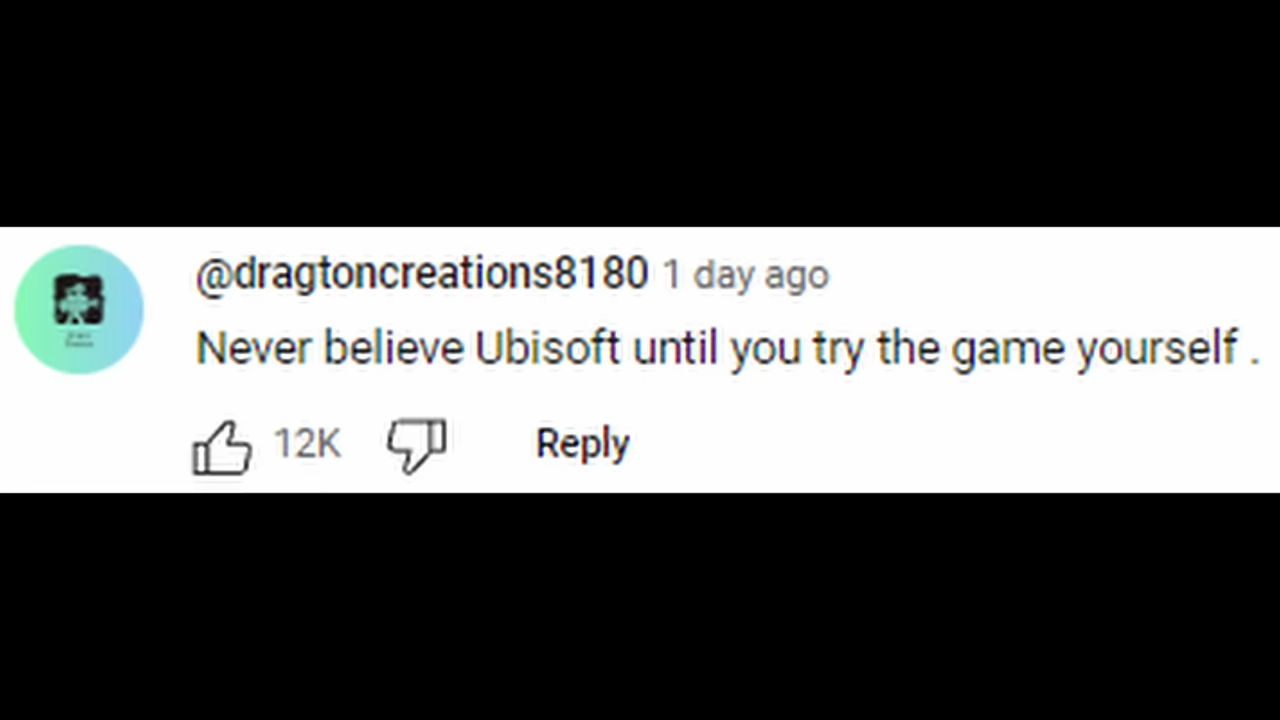 @dragtoncreations8180 1 day ago
Never believe Ubisoft until you try the game yourself .
12K Reply